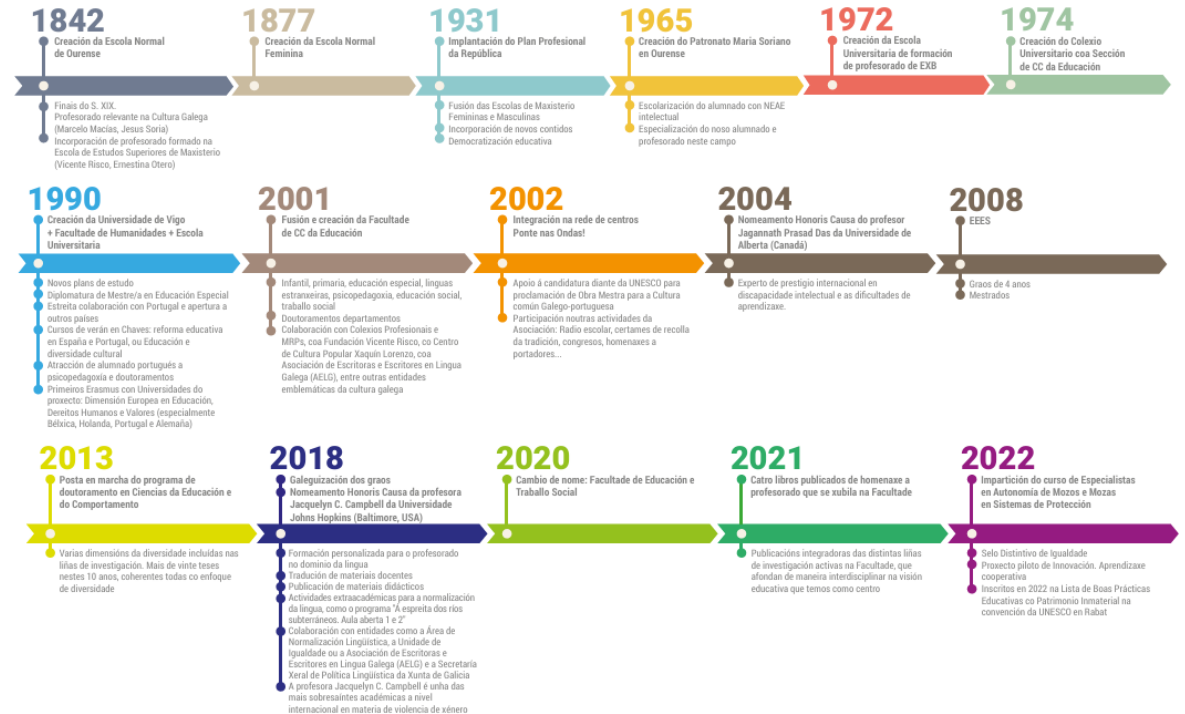 1842
Creación da Escola Normal
de Ourense
Finais do S. XIX.
Profesorado relevante na Cultura Galega
(Marcelo Macías, Jesus Soria)
Incorporación de profesorado formado na
Escola de Estudos Superiores de Maxisterio
(Vicente Risco, Ernestina Otero)
1877
Creación da Escola Normal
Feminina
1931
Implantación do Plan Profesional
da República
Fusión das Escolas de Maxisterio
Femininas e Masculinas
Incorporación de novos contidos
Democratización educativa
1965
Creación do Patronato Maria Soriano
en Ourense
Escolarización do alumnado con NEAE
intelectual
Especialización do noso alumnado e
profesorado neste campo
1972
Creación da Escola
Universitaria de formación
de profesorado de EXB
1974
Creación do Colexio
Universitario coa Sección
de CC da Educación
1990
Creación da Universidade de Vigo
+ Facultade de Humanidades + Escola
Universitaria
Novos plans de estudo
Diplomatura de Mestre/a en Educación Especial
Estreita colaboración con Portugal e apertura a
outros países
Cursos de verán en Chaves: reforma educativa
en España e Portugal, ou Educación e
diversidade cultural
Atracción de alumnado portugués a
psicopedagoxía e doutoramentos
Primeiros Erasmus con Universidades do
proxecto: Dimensión Europea en Educación,
Dereitos Humanos e Valores (especialmente
Bélxica, Holanda, Portugal e Alemaña)
2001
Fusión e creación da Facultade
de CC da Educación
Infantil, primaria, educación especial, linguas
estranxeiras, psicopedagoxia, educación social,
traballo social
Doutoramentos departamentos
Colaboración con Colexios Profesionais e
MRPs, coa Fundación Vicente Risco, co Centro
de Cultura Popular Xaquín Lorenzo, coa
Asociación de Escritoras e Escritores en Lingua
Galega (AELG), entre outras entidades
emblemáticas da cultura galega
2002
Integración na rede de centros
Ponte nas Ondas!
Apoio á candidatura diante da UNESCO para
proclamación de Obra Mestra para a Cultura
común Galego-portuguesa
Participación noutras actividades da
Asociación: Radio escolar, certames de recolla
da tradición, congresos, homenaxes a
portadores...
2004
Nomeamento Honoris Causa do profesor
Jagannath Prasad Das da Universidade de
Alberta (Canadá)
Experto de prestigio internacional en
discapacidade intelectual e as dificultades de
aprendizaxe.
2008
EEES
Graos de 4 anos
Mestrados
2013
Posta en marcha do programa de
doutoramento en Ciencias da Educación e
do Comportamento
Varias dimensións da diversidade incluídas nas
liñas de investigación. Mais de vinte teses
nestes 10 anos, coherentes todas co enfoque
de diversidade
2018
Galeguización dos graos
Nomeamento Honoris Causa da profesora
Jacquelyn C. Campbell da Universidade
Johns Hopkins (Baltimore, USA)
Formación personalizada para o profesorado
no dominio da lingua
Tradución de materiais docentes
Publicación de materiais didácticos
Actividades extraacadémicas para a normalización
da lingua, como o programa "Á espreita dos ríos
subterráneos. Aula aberta 1 e 2"
Colaboración con entidades como a Área de
Normalización Lingüística, a Unidade de
Igualdade ou a Asociación de Escritoras e
Escritores en Lingua Galega (AELG) e a Secretaría
Xeral de Política Lingüística da Xunta de Galicia
A profesora Jacquelyn C. Campbell é unha das
mais sobresaintes académicas a nivel
internacional en materia de violencia de xénero
2020
Cambio de nome: Facultade de Educación e
Traballo Social
2021
Catro libros publicados de homenaxe a
profesorado que se xubila na Facultade
Publicacións integradoras das distintas liñas
de investigación activas na Facultade, que
afondan de maneira interdisciplinar na visión
educativa que temos como centro
2022
Impartición do curso de Especialistas
en Autonomía de Mozos e Mozas
en Sistemas de Protección
Selo Distintivo de Igualdade
Proxecto piloto de Innovación. Aprendizaxe
cooperativa
Inscritos en 2022 na Lista de Boas Prácticas
Educativas co Patrimonio Inmaterial na
convención da UNESCO en Rabat